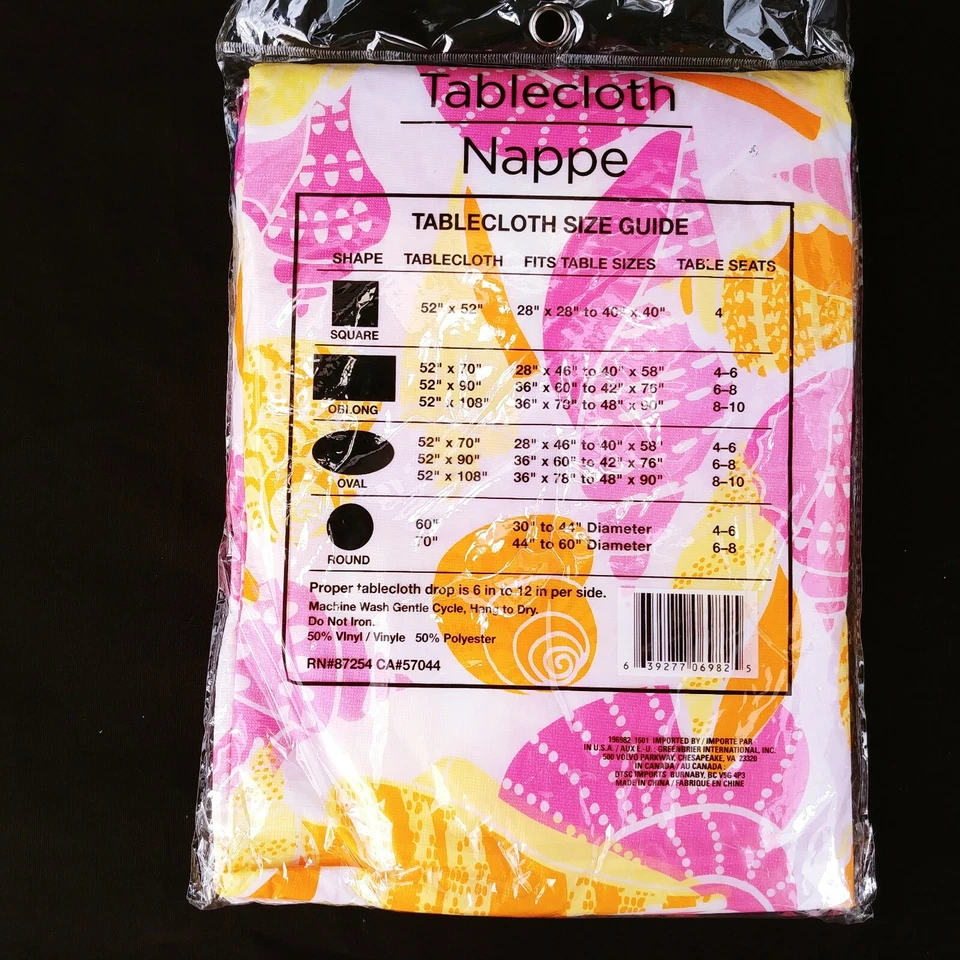 Tablecloth
Nappe
TABLECLOTH SIZE GUIDE
SHAPE TABLECLOTH FITS TABLE SIZES TABLE SEATS
52" x 52" 28" x 28" to 40" x 40" 4
SQUARE
52" x 70" 28" x 46" to 40" x 58" 4–6
52" x 90" 36" x 60" to 42" x 76" 6–8
52" x 108" 36" x 78" to 48" x 90" 8–10
OBLONG
52" x 70" 28" x 46" to 40" x 58" 4–6
52" x 90" 36" x 60" to 42" x 76" 6–8
52" x 108" 36" x 78" to 48" x 90" 8–10
OVAL
60" 30" to 44" Diameter 4–6
70" 44" to 60" Diameter 6–8
ROUND
Proper tablecloth drop is 6 in to 12 in per side.
Machine Wash Gentle Cycle, Hang to Dry.
Do Not Iron.
50% Vinyl / Vinyle 50% Polyester
RN#87254 CA#57044
6 39277 06982 5
196982 1601 IMPORTED BY / IMPORTE PAR
IN U.S.A. / AUX E.-U. : GREENBRIER INTERNATIONAL, INC.
500 VOLVO PARKWAY, CHESAPEAKE, VA 23320
IN CANADA / AU CANADA :
DTSC IMPORTS BURNABY, BC V5G 4P3
MADE IN CHINA / FABRIQUE EN CHINE